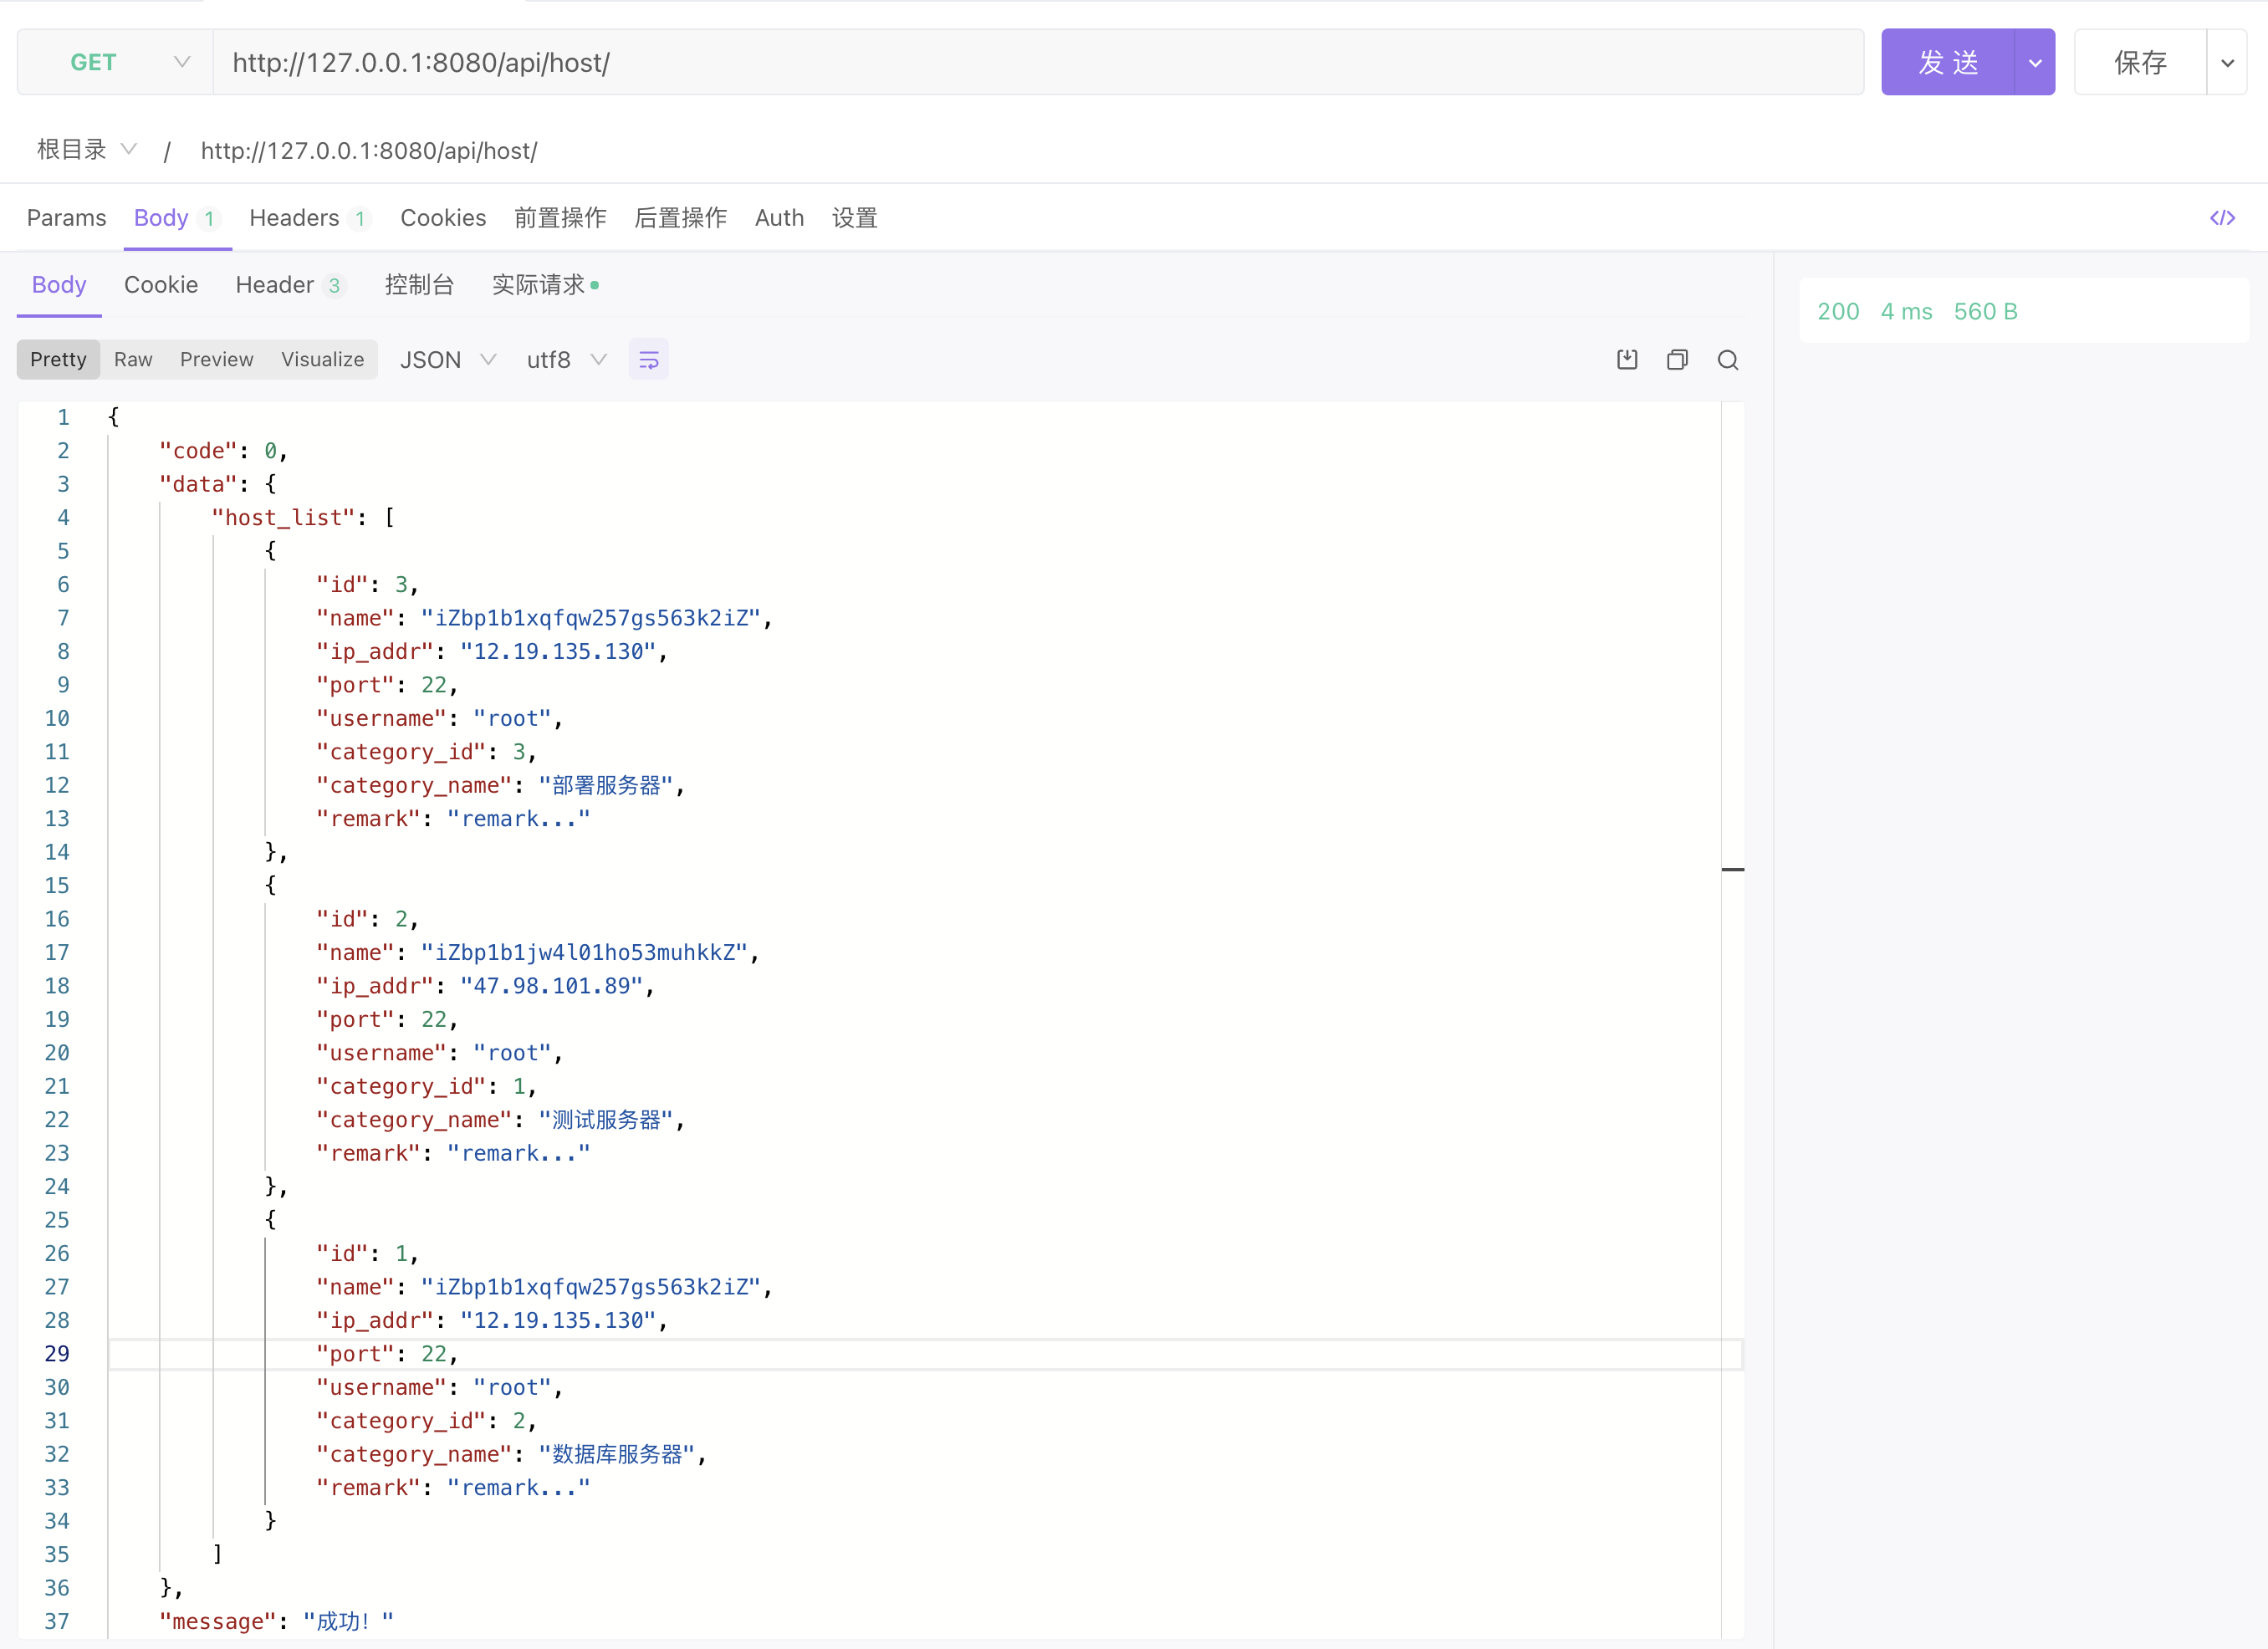 GET http://127.0.0.1:8080/api/host/ 发 送 保存
根目录 / http://127.0.0.1:8080/api/host/
Params Body 1 Headers 1 Cookies 前置操作 后置操作 Auth 设置 </>
Body Cookie Header 3 控制台 实际请求
200 4 ms 560 B
Pretty Raw Preview Visualize JSON utf8
1 {
2 "code": 0,
3 "data": {
4 "host_list": [
5 {
6 "id": 3,
7 "name": "iZbp1b1xqfqw257gs563k2iZ",
8 "ip_addr": "12.19.135.130",
9 "port": 22,
10 "username": "root",
11 "category_id": 3,
12 "category_name": "部署服务器",
13 "remark": "remark..."
14 },
15 {
16 "id": 2,
17 "name": "iZbp1b1jw4l01ho53muhkkZ",
18 "ip_addr": "47.98.101.89",
19 "port": 22,
20 "username": "root",
21 "category_id": 1,
22 "category_name": "测试服务器",
23 "remark": "remark..."
24 },
25 {
26 "id": 1,
27 "name": "iZbp1b1xqfqw257gs563k2iZ",
28 "ip_addr": "12.19.135.130",
29 "port": 22,
30 "username": "root",
31 "category_id": 2,
32 "category_name": "数据库服务器",
33 "remark": "remark..."
34 }
35 ]
36 },
37 "message": "成功！"